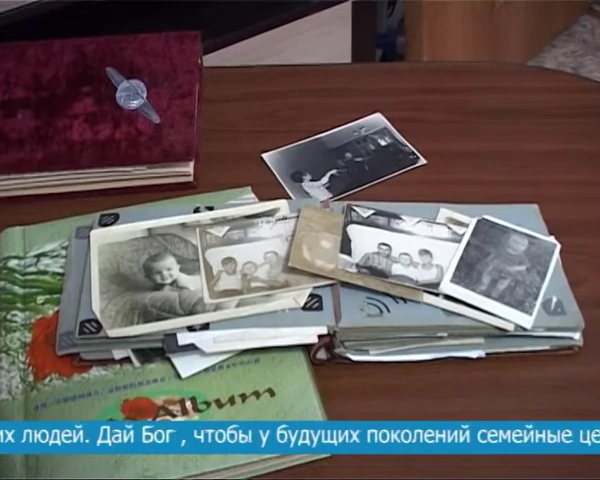 Album
их людей. Дай Бог , чтобы у будущих поколений семейные це